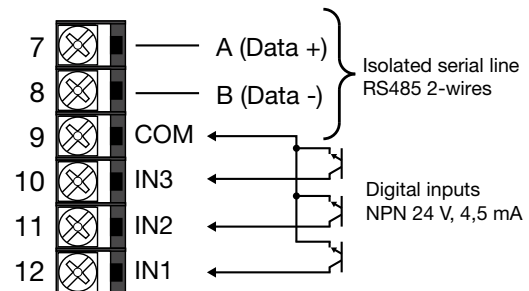 7 A (Data +)
8 B (Data -)
Isolated serial line
RS485 2-wires
9 COM
10 IN3
11 IN2
12 IN1
Digital inputs
NPN 24 V, 4,5 mA